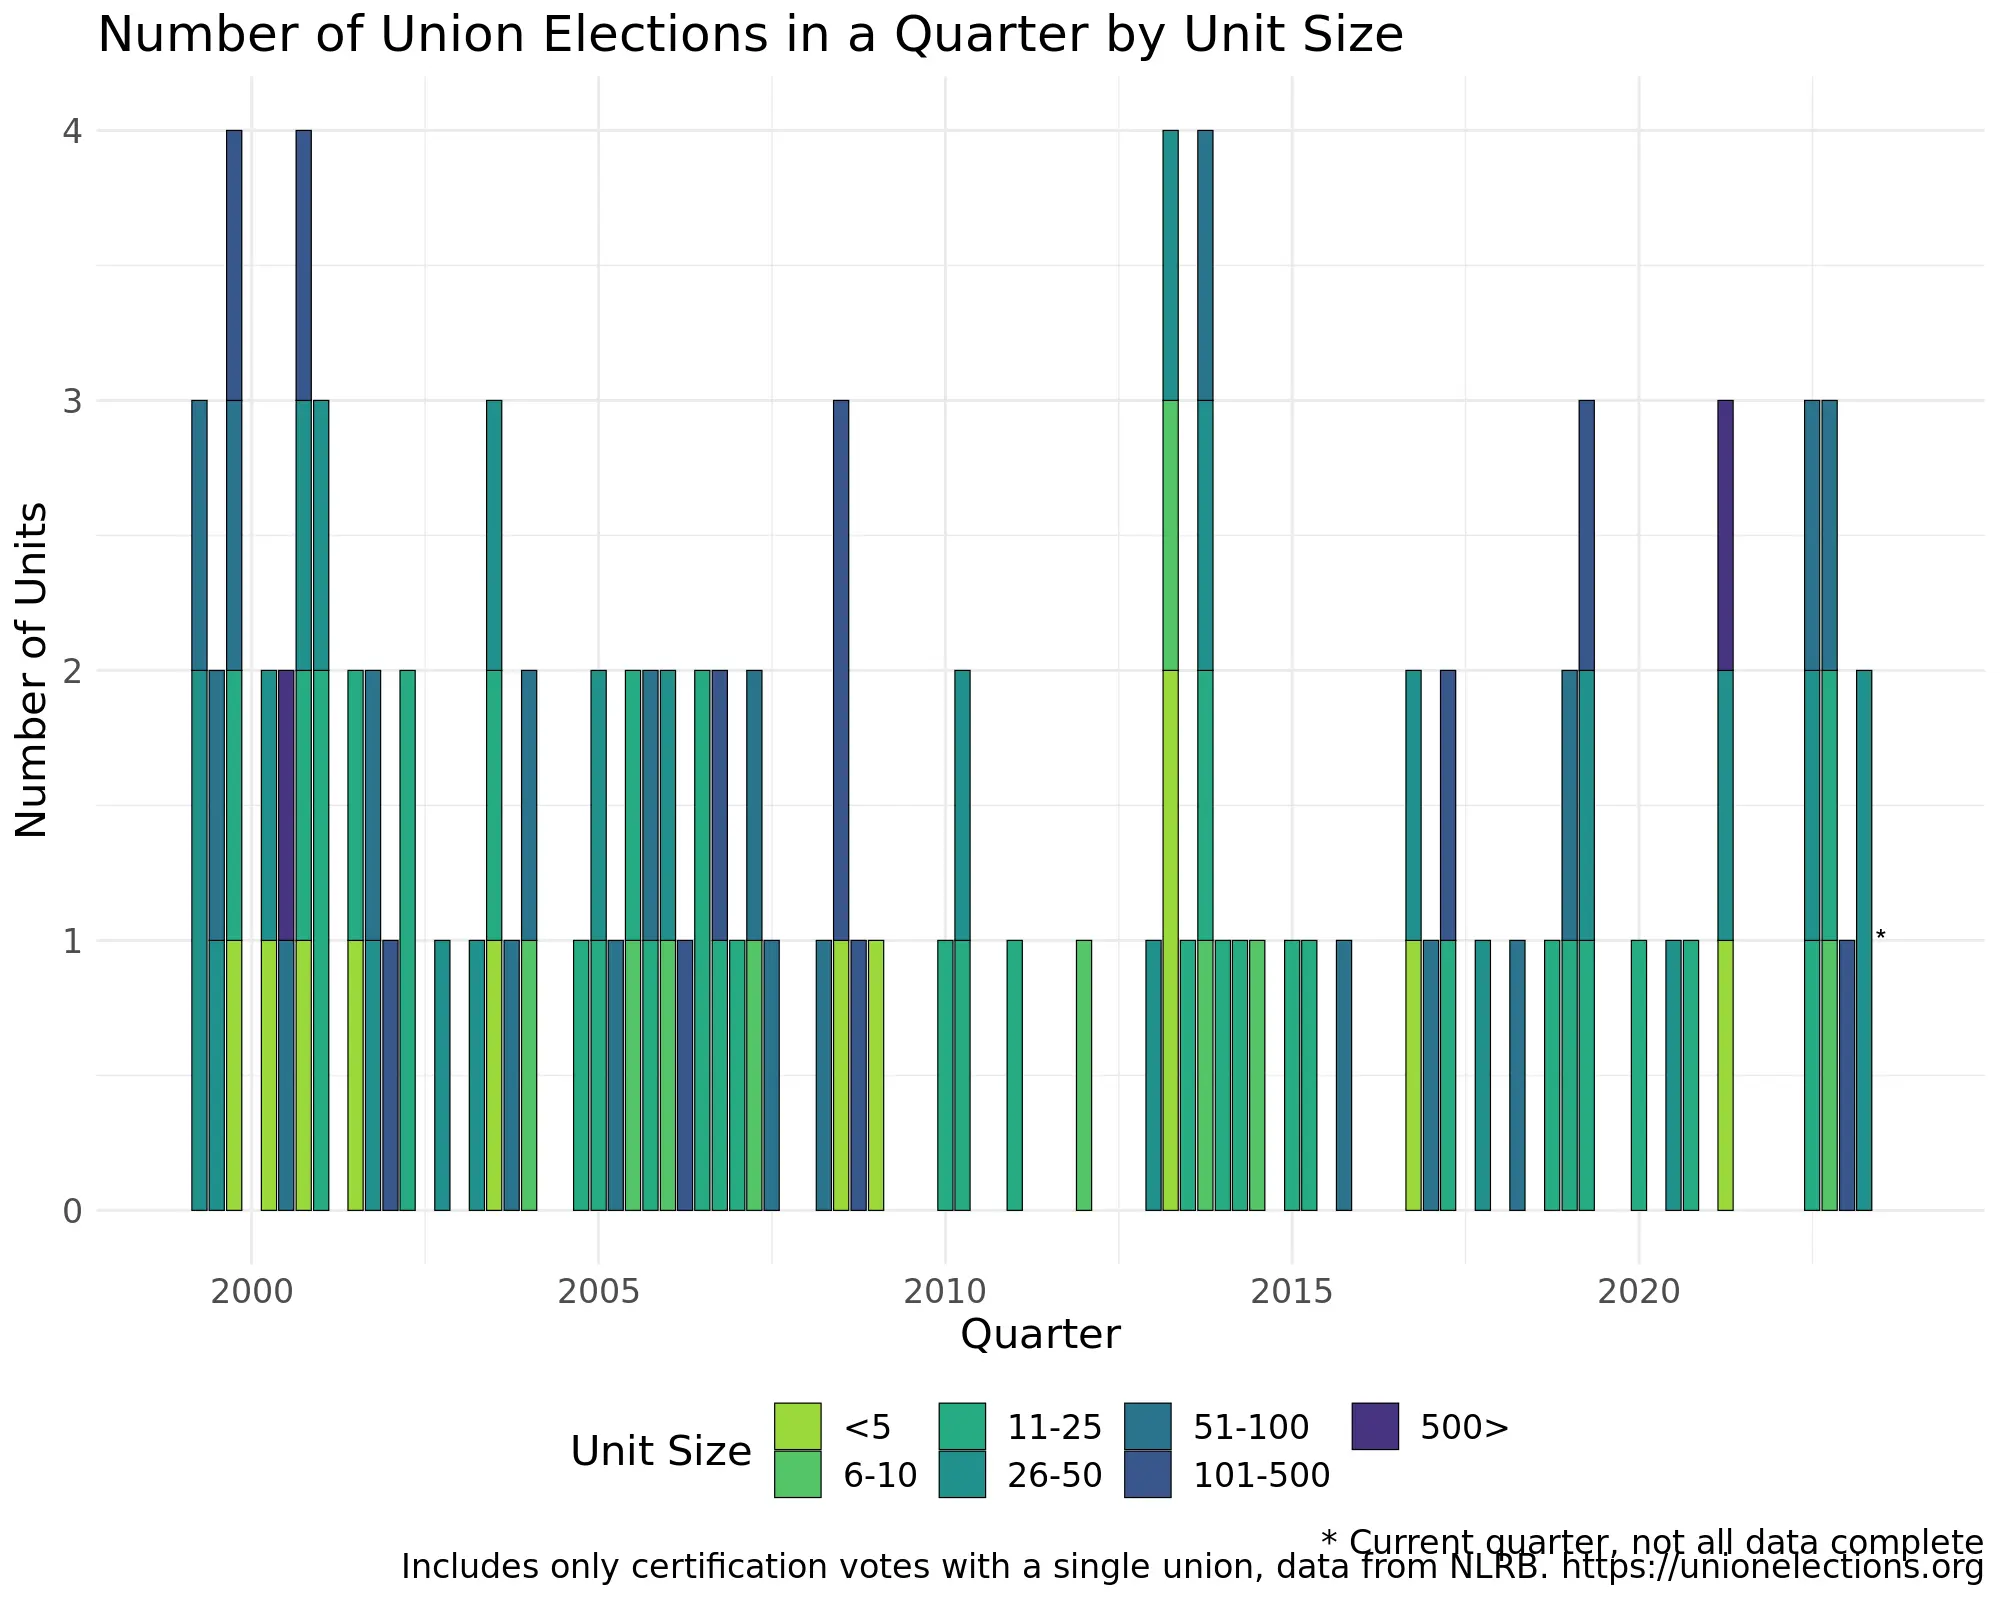 Number of Union Elections in a Quarter by Unit Size
Number of Units
4
3
2
1
0
*
2000 2005 2010 2015 2020
Quarter
Unit Size
<5 11-25 51-100 500>
6-10 26-50 101-500
* Current quarter, not all data complete
Includes only certification votes with a single union, data from NLRB. https://unionelections.org